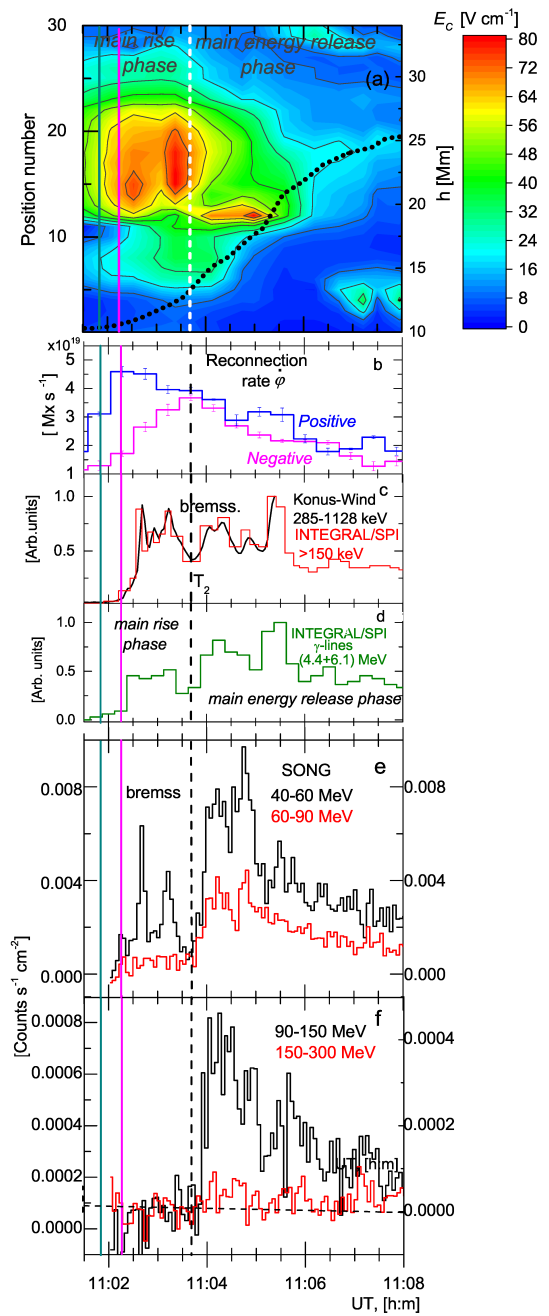 E_c [V cm⁻¹]
30
main rise
phase
main energy release
phase
(a)
20
10
Position number
30
25
20
15
10
h [Mm]
80
72
64
56
48
40
32
24
16
8
0
x10¹⁹
5
4
3
2
1
[ Mx s⁻¹]
b
Reconnection
rate φ̇
Positive
Negative
1.0
0.5
[Arb.units]
c
bremss.
Konus-Wind
285-1128 keV
INTEGRAL/SPI
>150 keV
T₂
1.0
0.5
0.0
[Arb. units]
d
main rise
phase
INTEGRAL/SPI
γ-lines
(4.4+6.1) MeV
main energy release phase
0.008
0.004
0.000
e
SONG
bremss
40-60 MeV
60-90 MeV
0.008
0.004
0.000
[Counts s⁻¹ cm⁻²]
f
0.0008
0.0006
0.0004
0.0002
0.0000
90-150 MeV
150-300 MeV
0.0004
0.0002
0.0000
[h:m]
11:02
11:04
11:06
11:08
UT, [h:m]